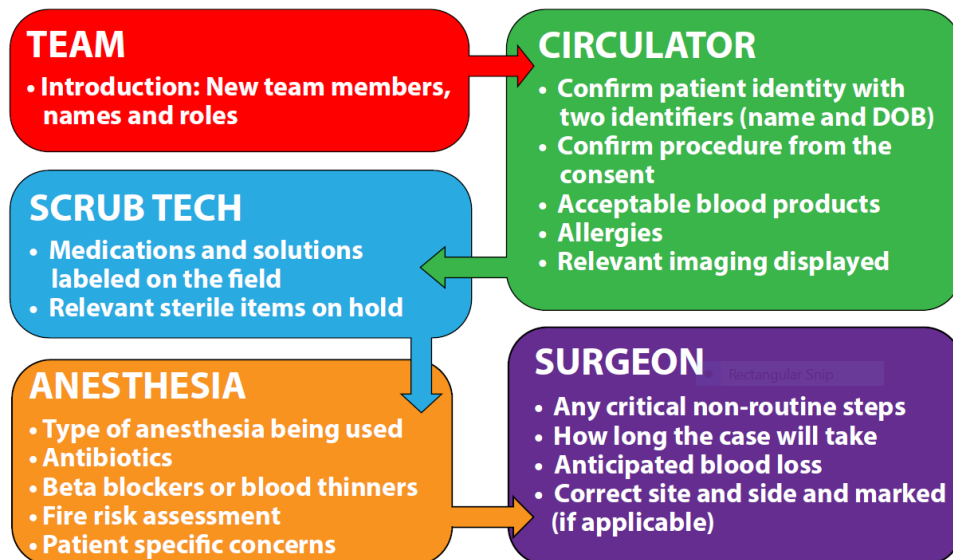 TEAM
• Introduction: New team members,
names and roles
CIRCULATOR
• Confirm patient identity with
two identifiers (name and DOB)
• Confirm procedure from the
consent
• Acceptable blood products
• Allergies
• Relevant imaging displayed
SCRUB TECH
• Medications and solutions
labeled on the field
• Relevant sterile items on hold
ANESTHESIA
• Type of anesthesia being used
• Antibiotics
• Beta blockers or blood thinners
• Fire risk assessment
• Patient specific concerns
SURGEON
Rectangular Snip
• Any critical non-routine steps
• How long the case will take
• Anticipated blood loss
• Correct site and side and marked
(if applicable)